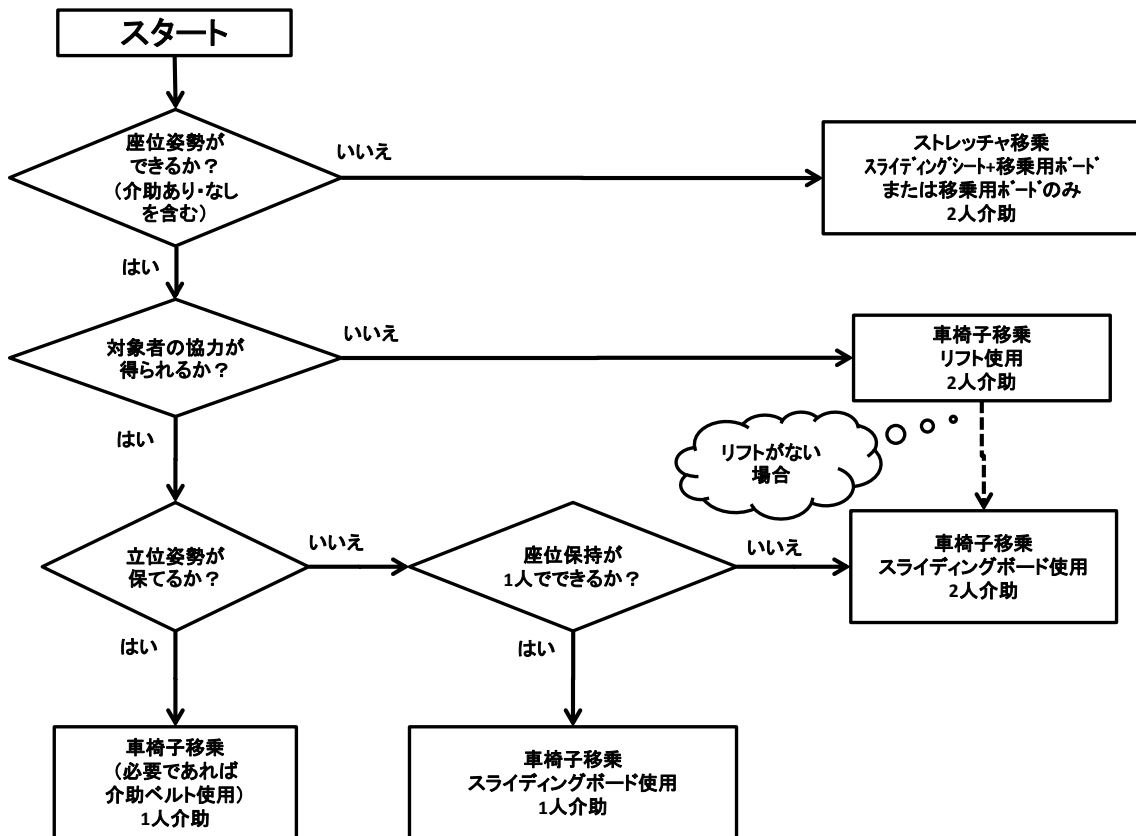 スタート
座位姿勢が
できるか？
（介助あり・なし
を含む）
いいえ
ストレッチャ移乗
スライディングシート+移乗用ボード
または移乗用ボードのみ
2人介助
はい
対象者の協力が
得られるか？
いいえ
車椅子移乗
リフト使用
2人介助
はい
リフトがない
場合
立位姿勢が
保てるか？
いいえ
座位保持が
1人でできるか？
いいえ
車椅子移乗
スライディングボード使用
2人介助
はい
はい
車椅子移乗
（必要であれば
介助ベルト使用）
1人介助
車椅子移乗
スライディングボード使用
1人介助